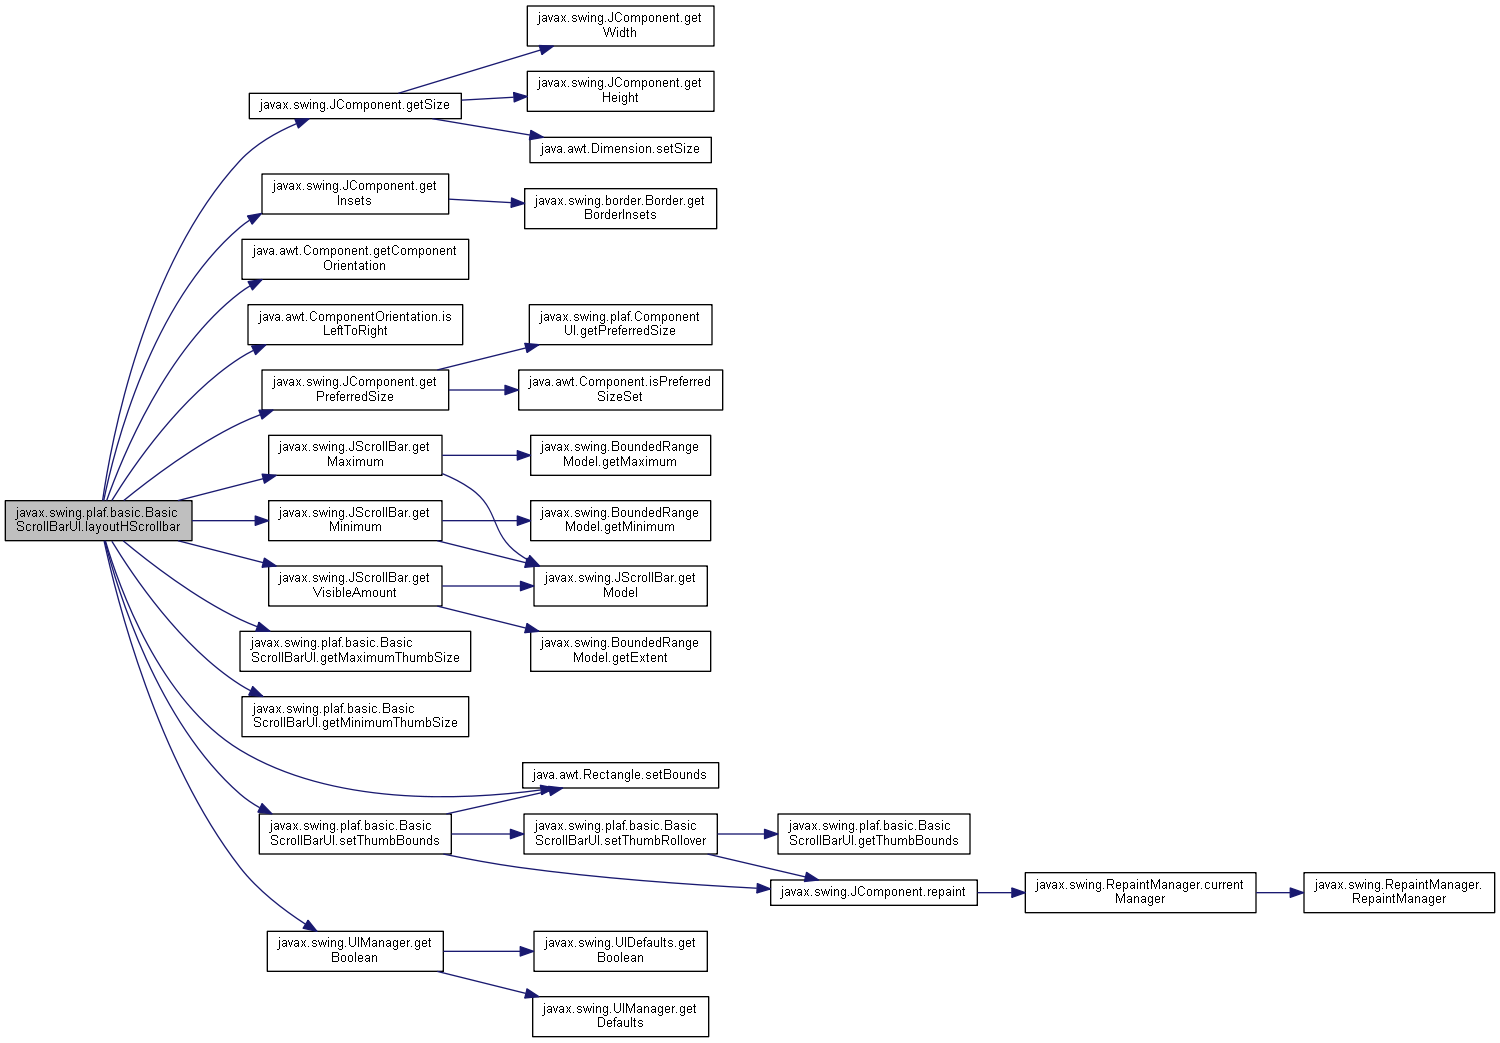 javax.swing.JComponent.get
Width
javax.swing.JComponent.get
Height
javax.swing.JComponent.getSize
java.awt.Dimension.setSize
javax.swing.JComponent.get
Insets
javax.swing.border.Border.get
BorderInsets
java.awt.Component.getComponent
Orientation
java.awt.ComponentOrientation.is
LeftToRight
javax.swing.plaf.Component
UI.getPreferredSize
javax.swing.JComponent.get
PreferredSize
java.awt.Component.isPreferred
SizeSet
javax.swing.JScrollBar.get
Maximum
javax.swing.BoundedRange
Model.getMaximum
javax.swing.plaf.basic.Basic
ScrollBarUI.layoutHScrollbar
javax.swing.JScrollBar.get
Minimum
javax.swing.BoundedRange
Model.getMinimum
javax.swing.JScrollBar.get
VisibleAmount
javax.swing.JScrollBar.get
Model
javax.swing.plaf.basic.Basic
ScrollBarUI.getMaximumThumbSize
javax.swing.BoundedRange
Model.getExtent
javax.swing.plaf.basic.Basic
ScrollBarUI.getMinimumThumbSize
java.awt.Rectangle.setBounds
javax.swing.plaf.basic.Basic
ScrollBarUI.setThumbBounds
javax.swing.plaf.basic.Basic
ScrollBarUI.setThumbRollover
javax.swing.plaf.basic.Basic
ScrollBarUI.getThumbBounds
javax.swing.JComponent.repaint
javax.swing.RepaintManager.current
Manager
javax.swing.RepaintManager.
RepaintManager
javax.swing.UIManager.get
Boolean
javax.swing.UIDefaults.get
Boolean
javax.swing.UIManager.get
Defaults